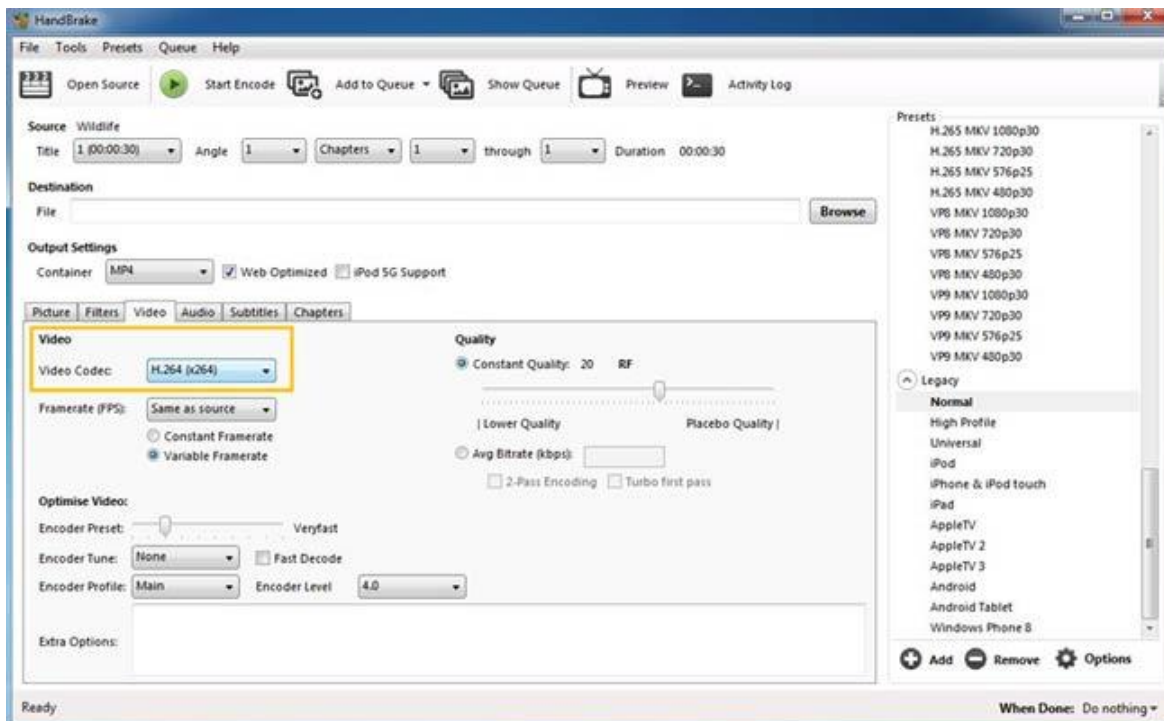 HandBrake
File Tools Presets Queue Help
Open Source Start Encode Add to Queue Show Queue Preview Activity Log
Source Wildlife
Title 1 (00:00:30) Angle 1 Chapters 1 through 1 Duration 00:00:30
Destination
File Browse
Output Settings
Container MP4 Web Optimized iPod 5G Support
Picture Filters Video Audio Subtitles Chapters
Video
Video Codec: H.264 (x264)
Framerate (FPS): Same as source
Constant Framerate
Variable Framerate
Quality
Constant Quality: 20 RF
| Lower Quality Placebo Quality |
Avg Bitrate (kbps):
2-Pass Encoding Turbo first pass
Optimise Video:
Encoder Preset: Veryfast
Encoder Tune: None Fast Decode
Encoder Profile: Main Encoder Level 4.0
Extra Options:
Presets
H.265 MKV 1080p30
H.265 MKV 720p30
H.265 MKV 576p25
H.265 MKV 480p30
VP8 MKV 1080p30
VP8 MKV 720p30
VP8 MKV 576p25
VP8 MKV 480p30
VP9 MKV 1080p30
VP9 MKV 720p30
VP9 MKV 576p25
VP9 MKV 480p30
Legacy
Normal
High Profile
Universal
iPod
iPhone & iPod touch
iPad
AppleTV
AppleTV 2
AppleTV 3
Android
Android Tablet
Windows Phone 8
Add Remove Options
Ready When Done: Do nothing